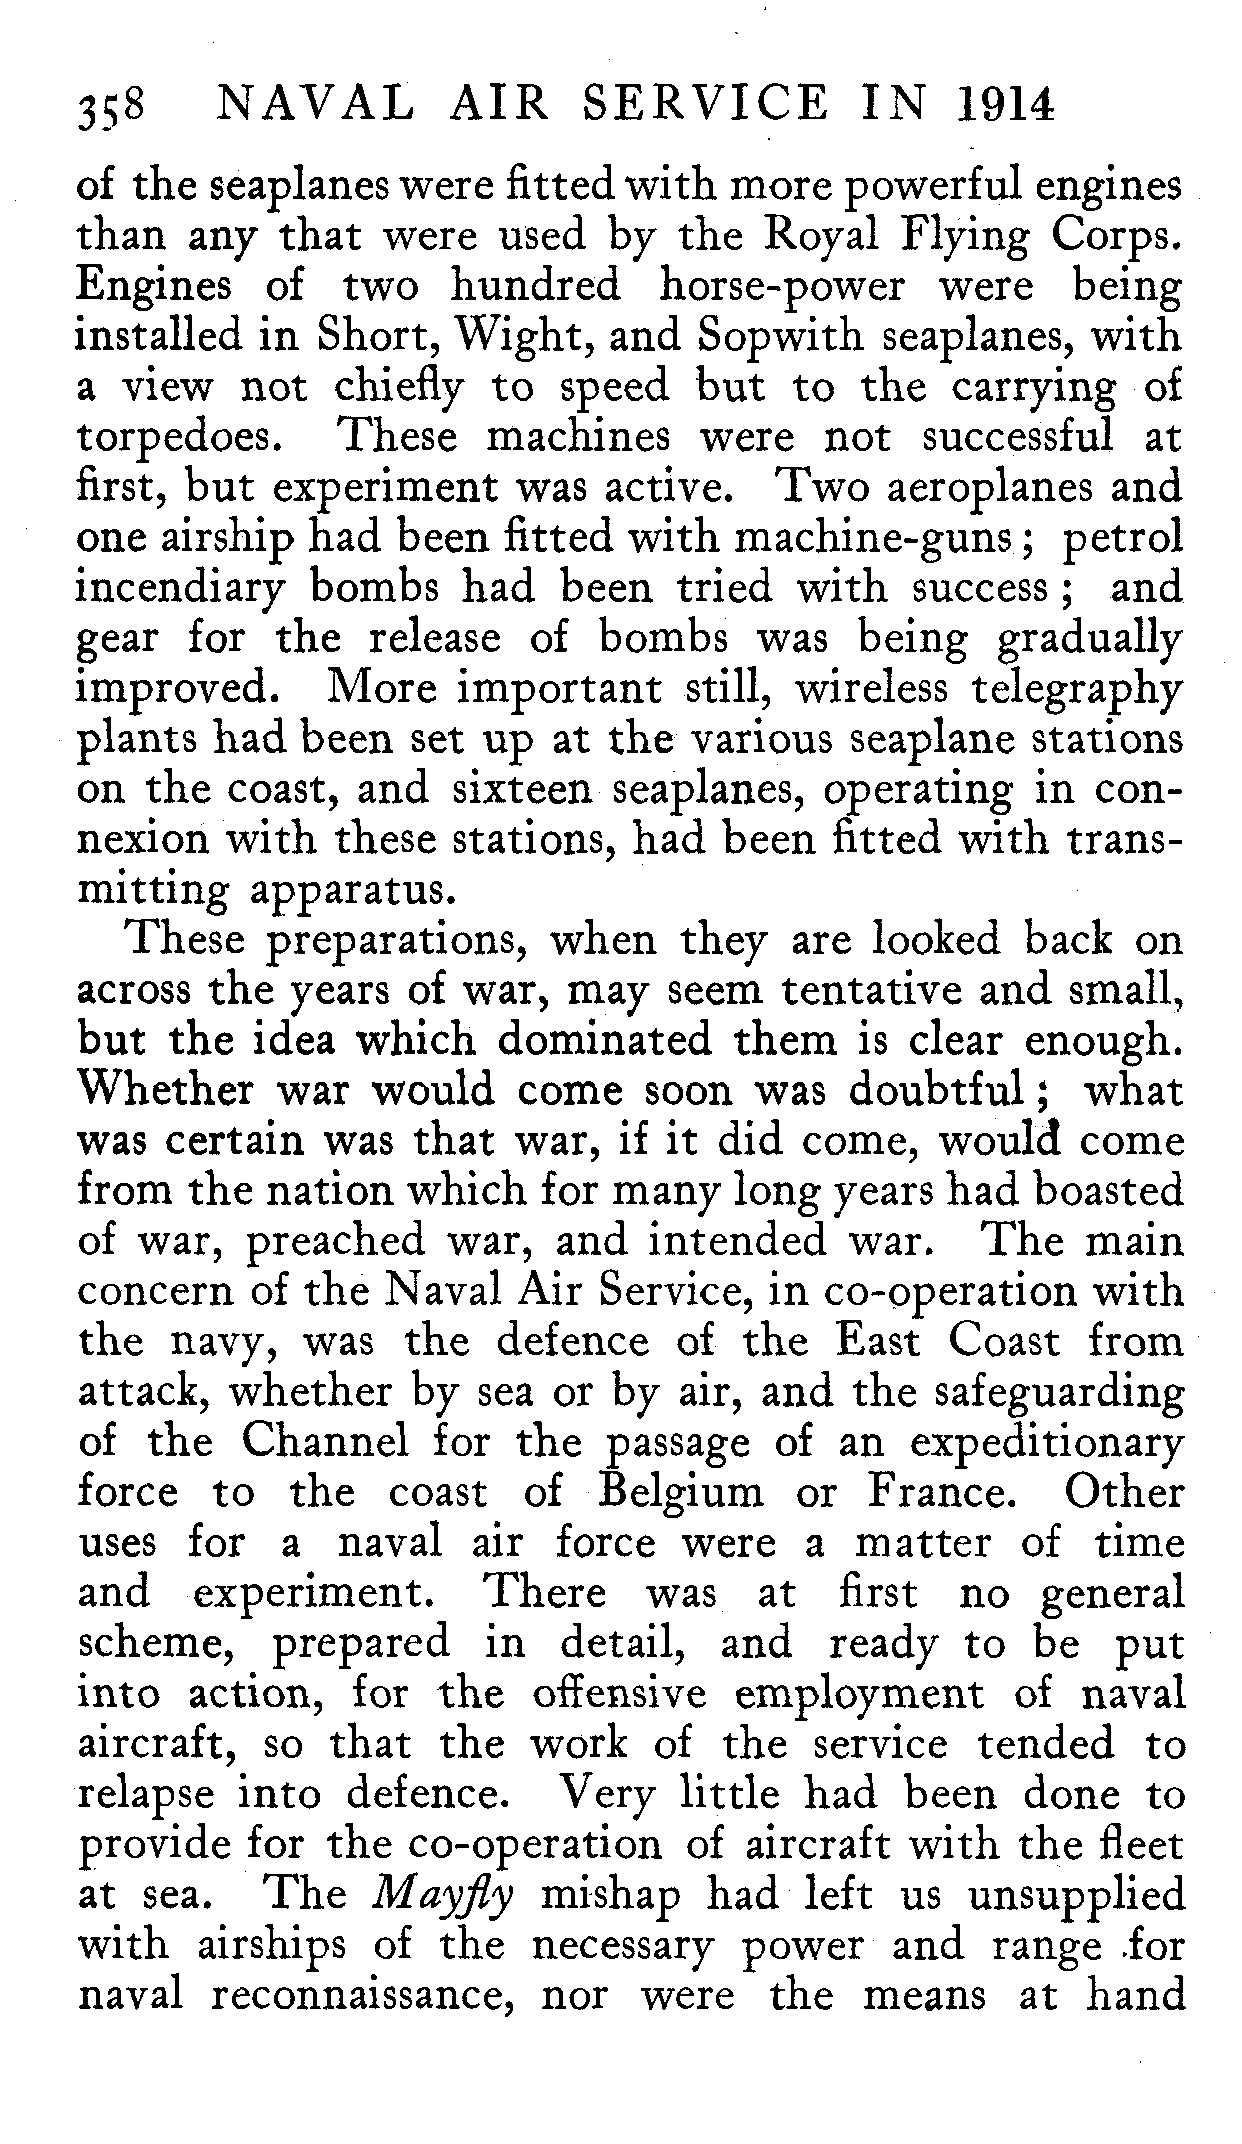 358 NAVAL AIR SERVICE IN 1914
of the seaplanes were fitted with more powerful engines
than any that were used by the Royal Flying Corps.
Engines of two hundred horse-power were being
installed in Short, Wight, and Sopwith seaplanes, with
a view not chiefly to speed but to the carrying of
torpedoes. These machines were not successful at
first, but experiment was active. Two aeroplanes and
one airship had been fitted with machine-guns ; petrol
incendiary bombs had been tried with success ; and
gear for the release of bombs was being gradually
improved. More important still, wireless telegraphy
plants had been set up at the various seaplane stations
on the coast, and sixteen seaplanes, operating in con-
nexion with these stations, had been fitted with trans-
mitting apparatus.
These preparations, when they are looked back on
across the years of war, may seem tentative and small,
but the idea which dominated them is clear enough.
Whether war would come soon was doubtful ; what
was certain was that war, if it did come, would come
from the nation which for many long years had boasted
of war, preached war, and intended war. The main
concern of the Naval Air Service, in co-operation with
the navy, was the defence of the East Coast from
attack, whether by sea or by air, and the safeguarding
of the Channel for the passage of an expeditionary
force to the coast of Belgium or France. Other
uses for a naval air force were a matter of time
and experiment. There was at first no general
scheme, prepared in detail, and ready to be put
into action, for the offensive employment of naval
aircraft, so that the work of the service tended to
relapse into defence. Very little had been done to
provide for the co-operation of aircraft with the fleet
at sea. The Mayfly mishap had left us unsupplied
with airships of the necessary power and range for
naval reconnaissance, nor were the means at hand